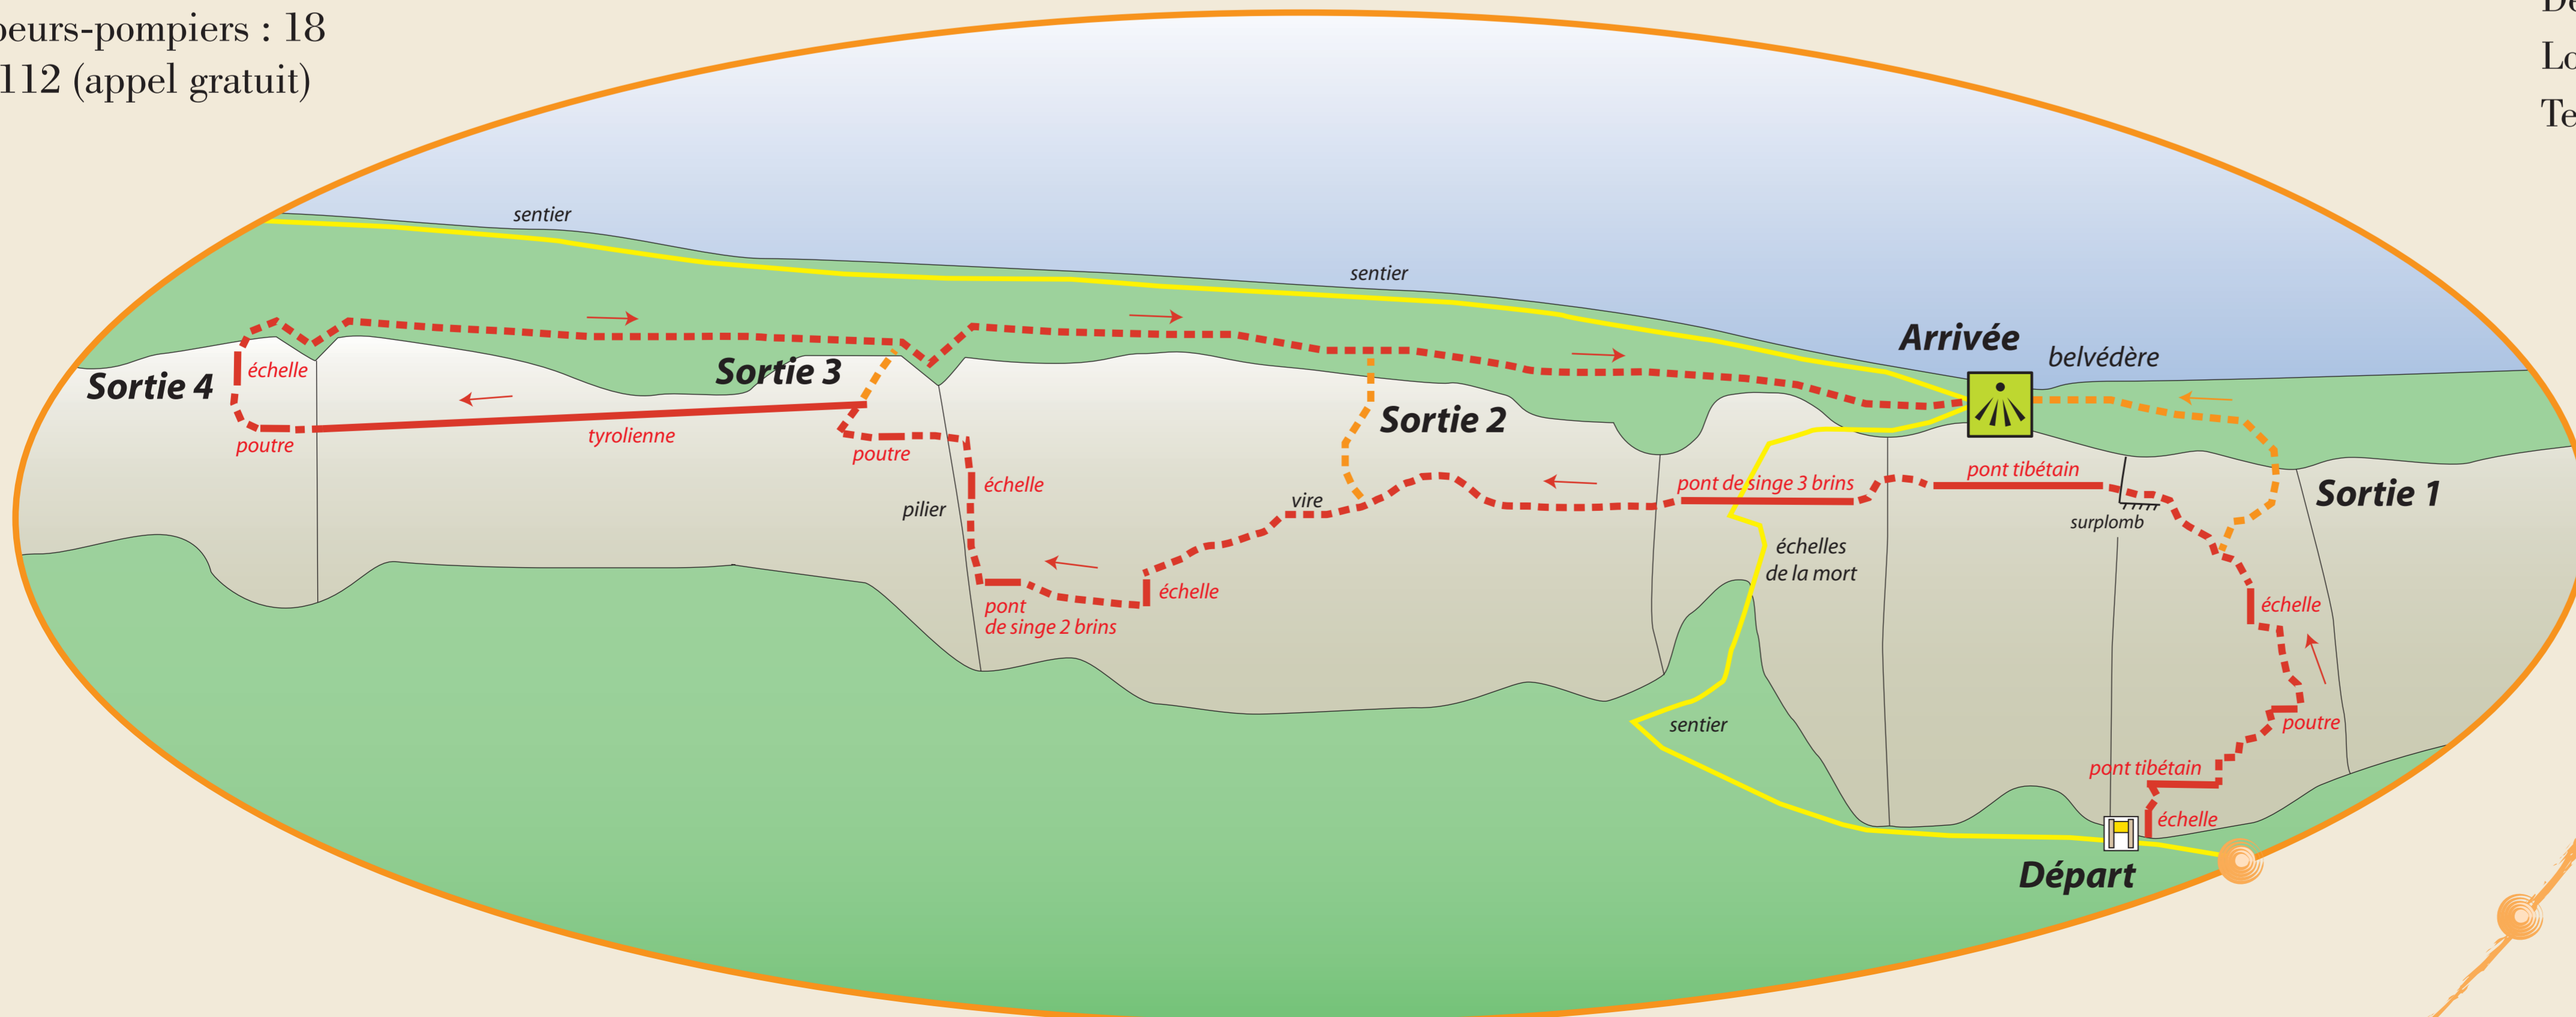 oeurs-pompiers : 18
112 (appel gratuit)
Lo
Te
sentier
sentier
Arrivée
belvédère
Sortie 4
échelle
poutre
tyrolienne
Sortie 3
poutre
échelle
pilier
pont
de singe 2 brins
échelle
vire
Sortie 2
pont de singe 3 brins
échelles
de la mort
sentier
pont tibétain
surplomb
Sortie 1
échelle
poutre
pont tibétain
échelle
Départ